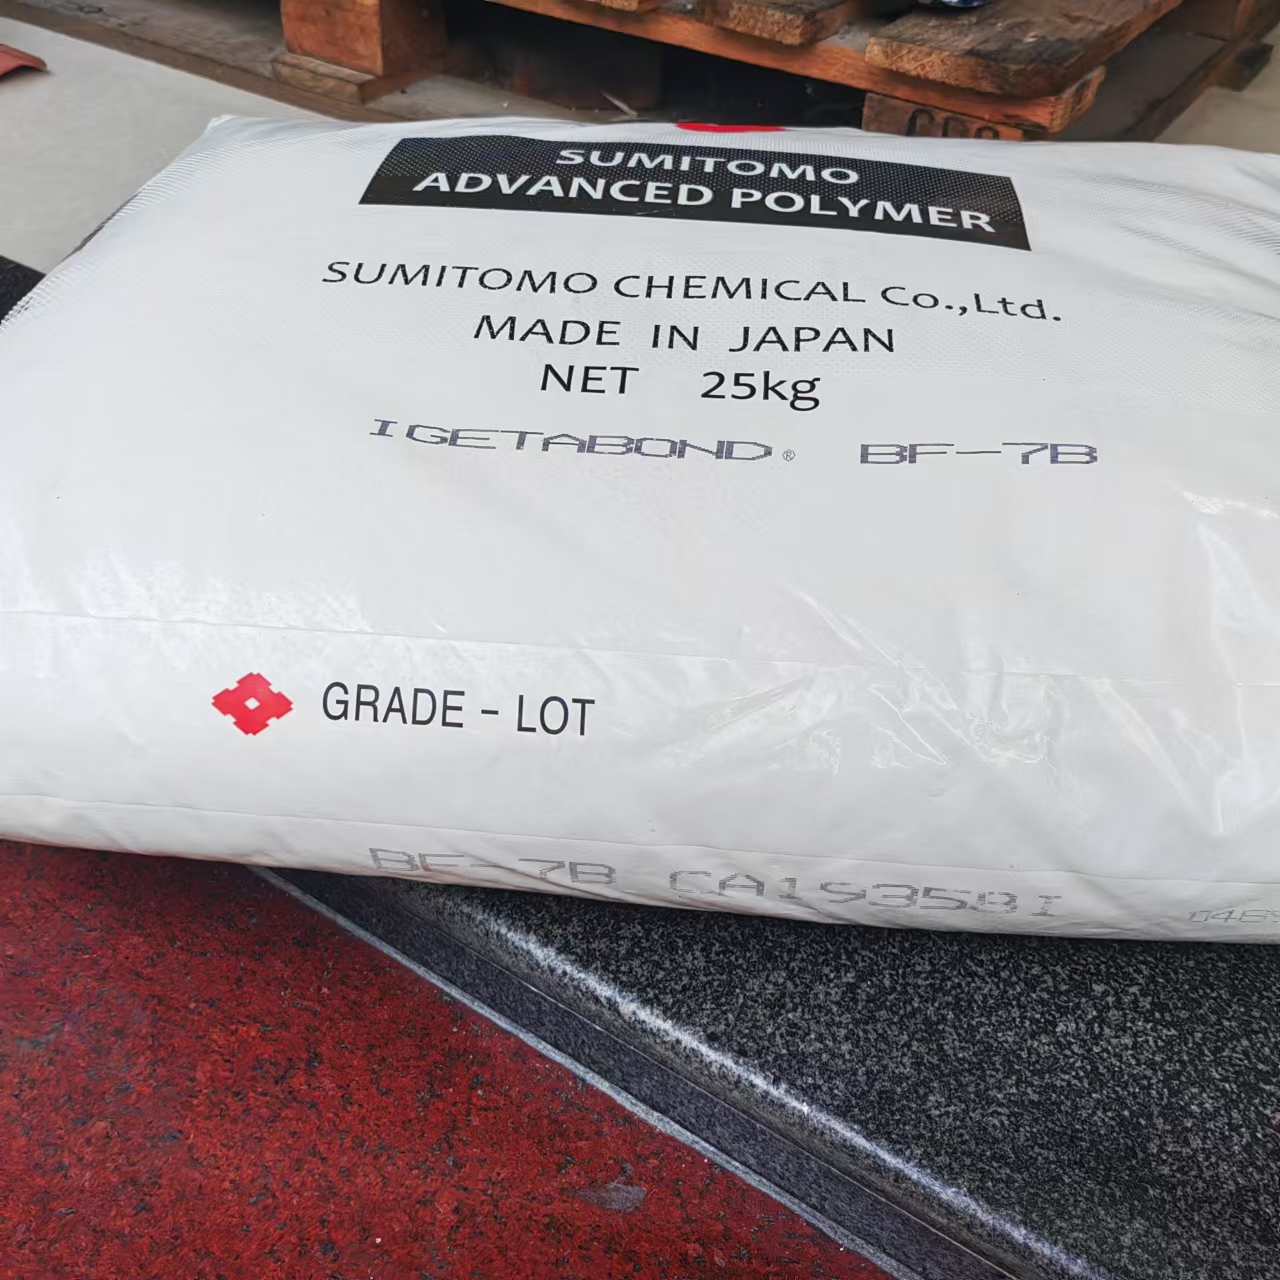 SUMITOMO
ADVANCED POLYMER
SUMITOMO CHEMICAL Co.,Ltd.
MADE IN JAPAN
NET 25kg
IGETABOND® BF-7B
GRADE - LOT
BF-7B CA19358I